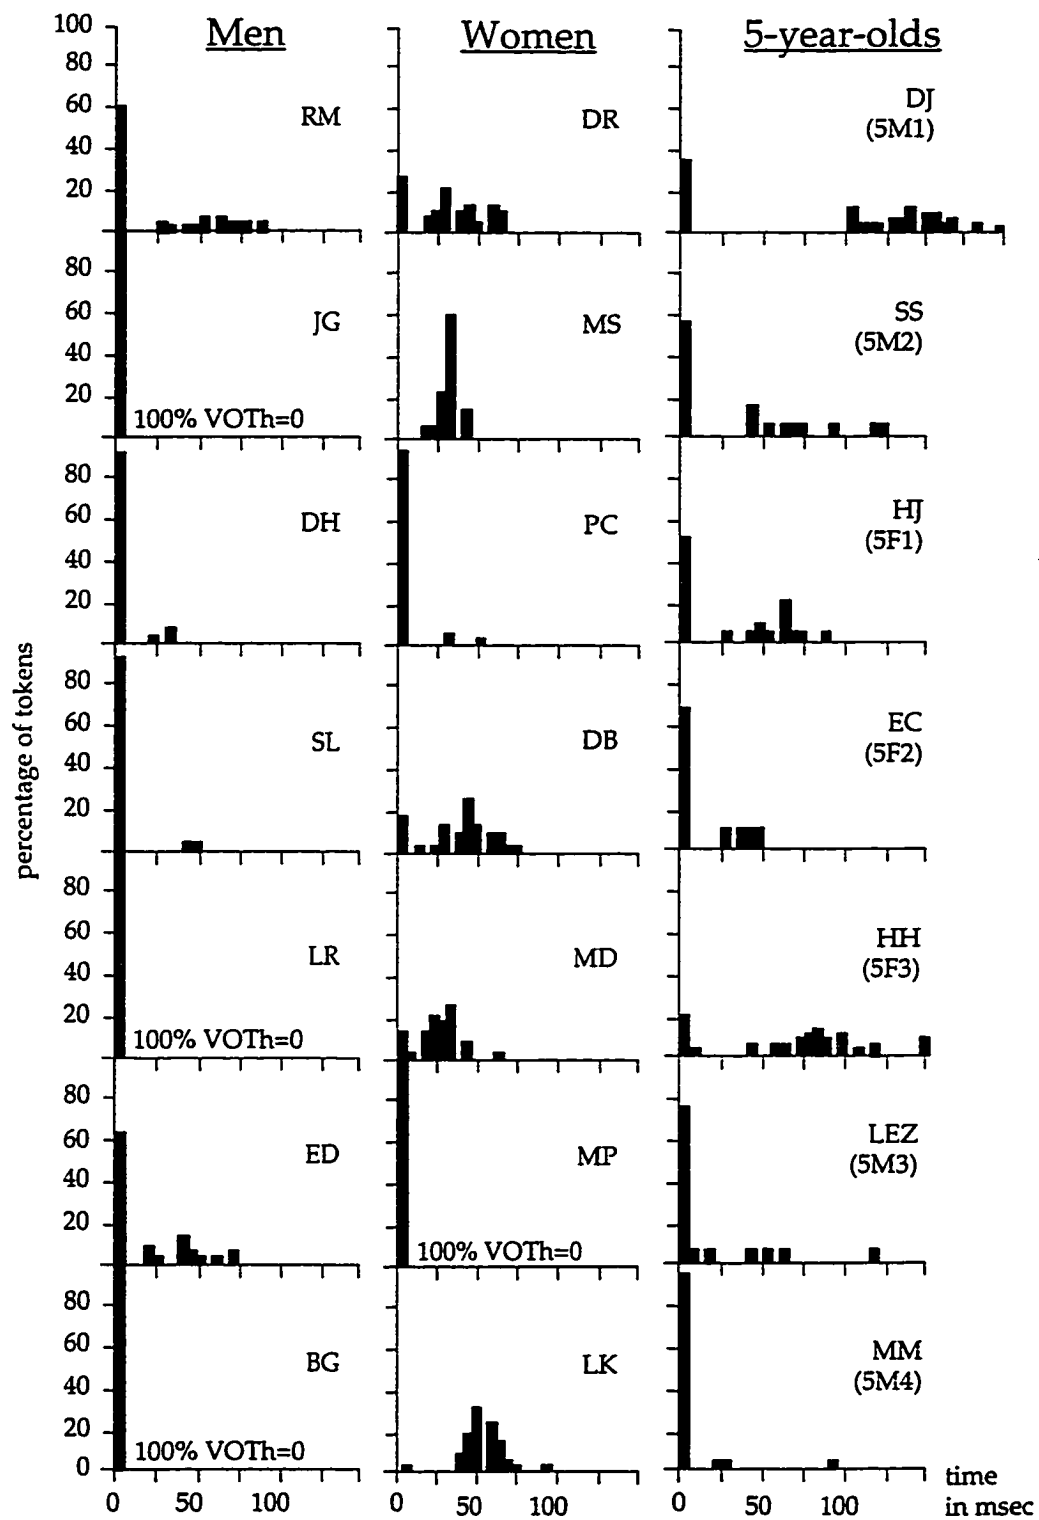 Men Women 5-year-olds
100
80
60
40
20
RM DR DJ
(5M1)
80
60
40
20
JG MS SS
(5M2)
100% VOTh=0
80
60
40
20
DH PC HJ
(5F1)
percentage of tokens
80
60
40
20
SL DB EC
(5F2)
80
60
40
20
LR MD HH
(5F3)
100% VOTh=0
80
60
40
20
ED MP LEZ
(5M3)
100% VOTh=0
80
60
40
20
0
BG LK MM
(5M4)
100% VOTh=0
0 50 100 0 50 100 0 50 100
time
in msec